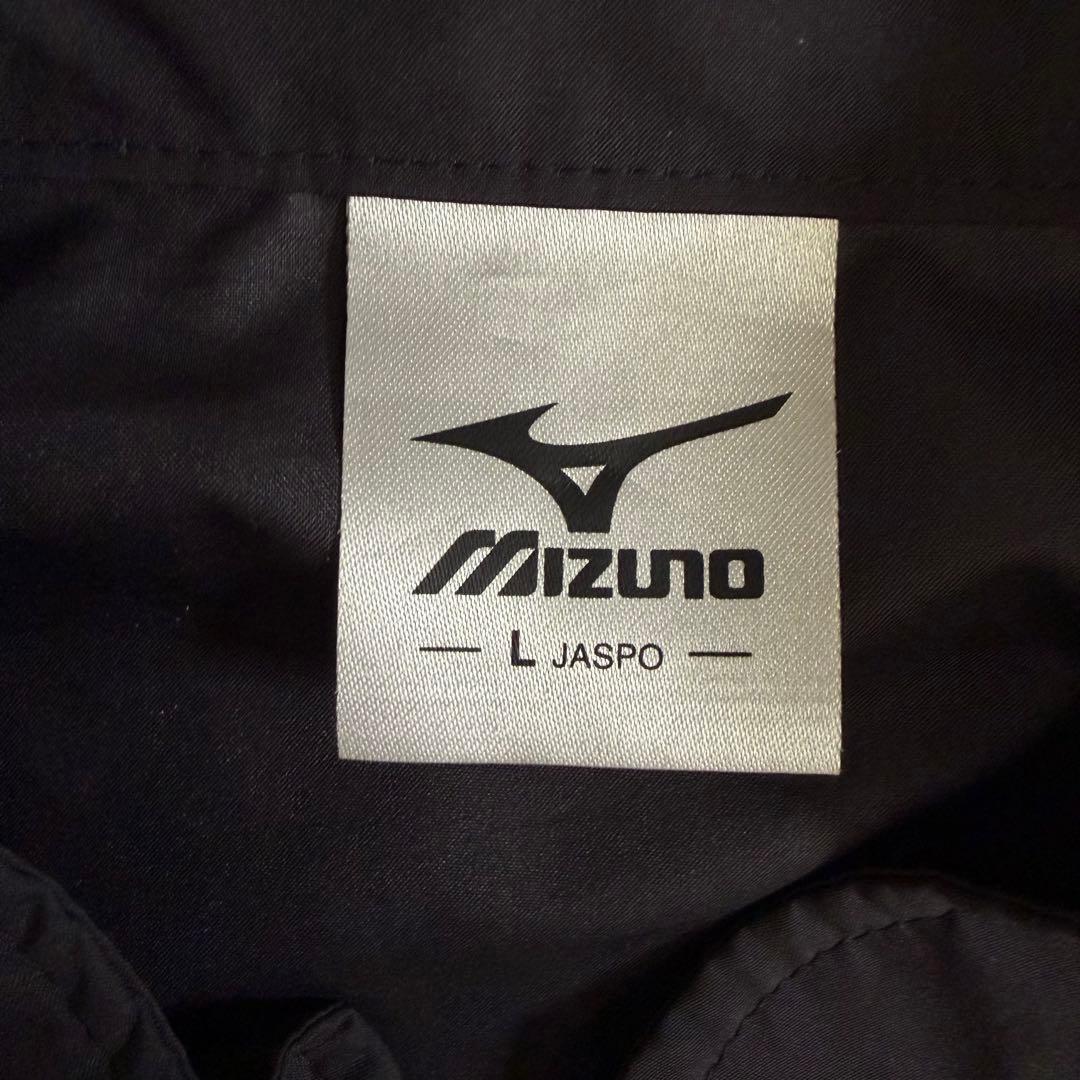 MIZUNO
— L JASPO —